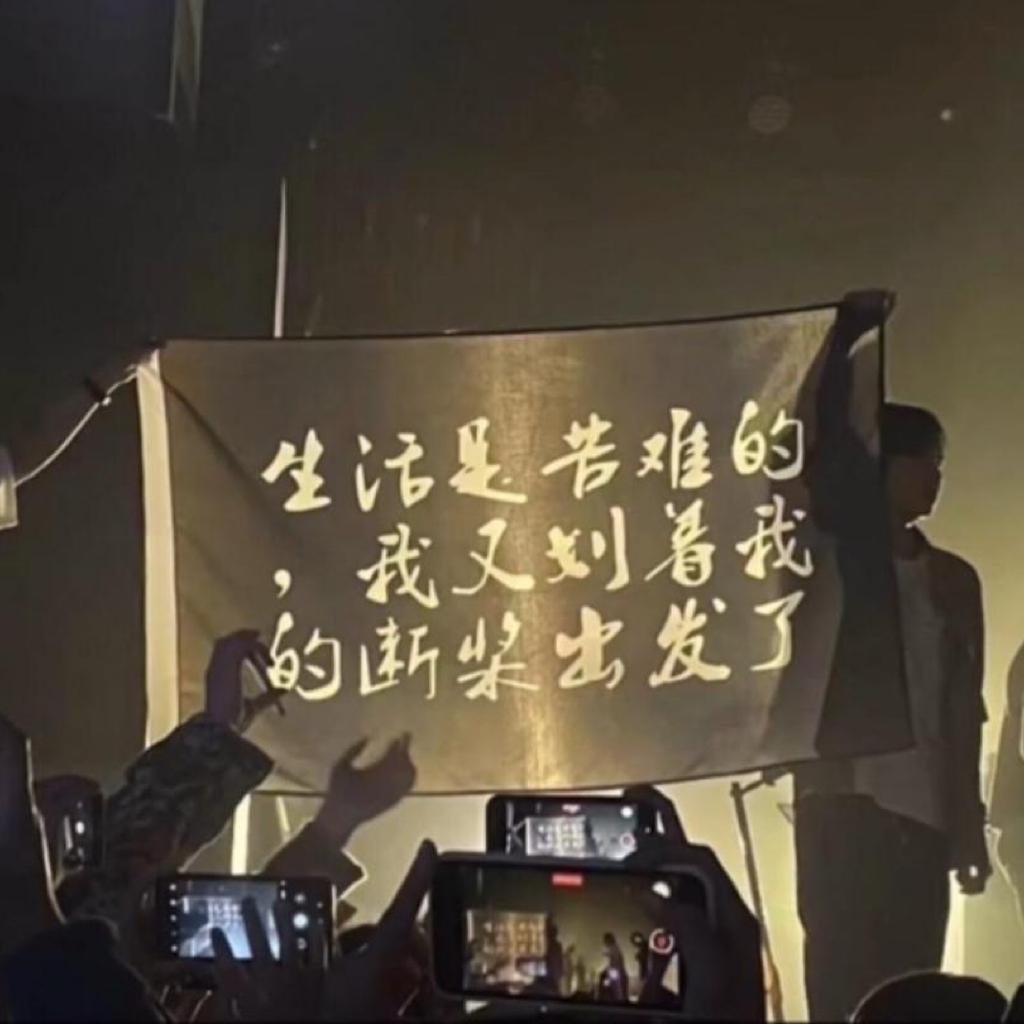 生活是苦难的
，我又划着我
的断桨出发了